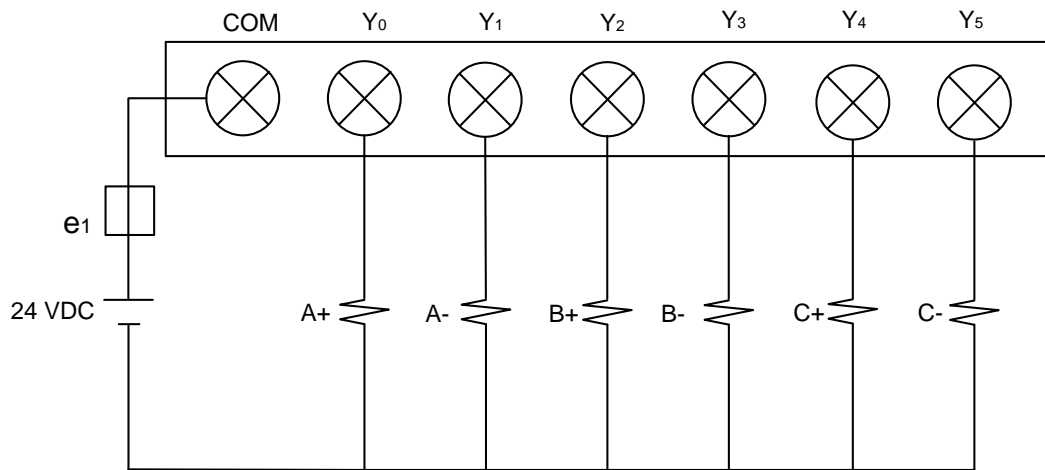 COM Y0 Y1 Y2 Y3 Y4 Y5
e1
24 VDC A+ A- B+ B- C+ C-